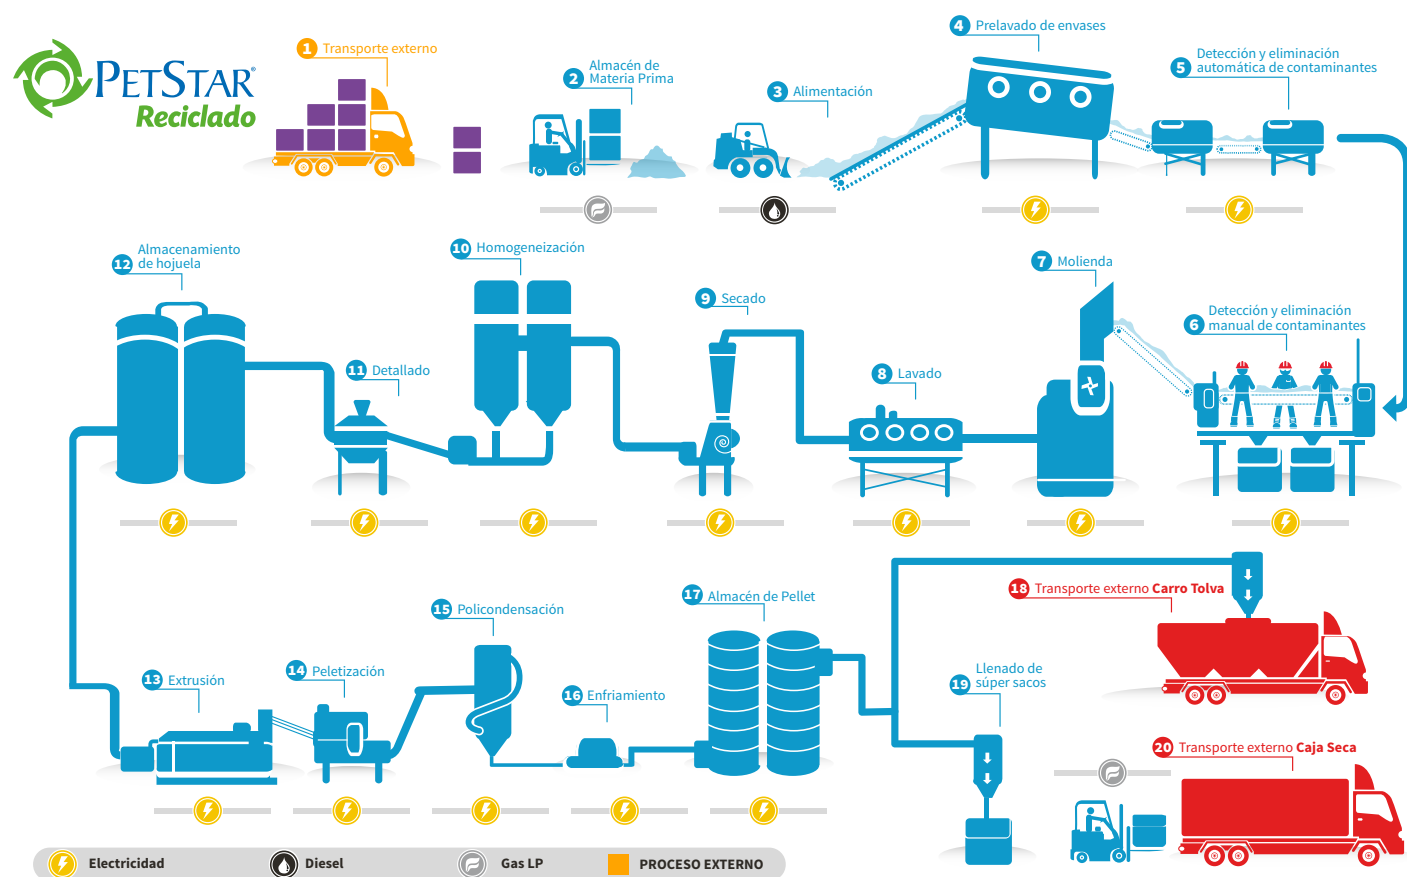 PETSTAR®
Reciclado
1 Transporte externo
2 Almacén de
Materia Prima
3 Alimentación
4 Prelavado de envases
5 Detección y eliminación
automática de contaminantes
6 Detección y eliminación
manual de contaminantes
7 Molienda
8 Lavado
9 Secado
10 Homogeneización
11 Detallado
12 Almacenamiento
de hojuela
13 Extrusión
14 Peletización
15 Policondensación
16 Enfriamiento
17 Almacén de Pellet
18 Transporte externo Carro Tolva
19 Llenado de
súper sacos
20 Transporte externo Caja Seca
Electricidad
Diesel
Gas LP
PROCESO EXTERNO